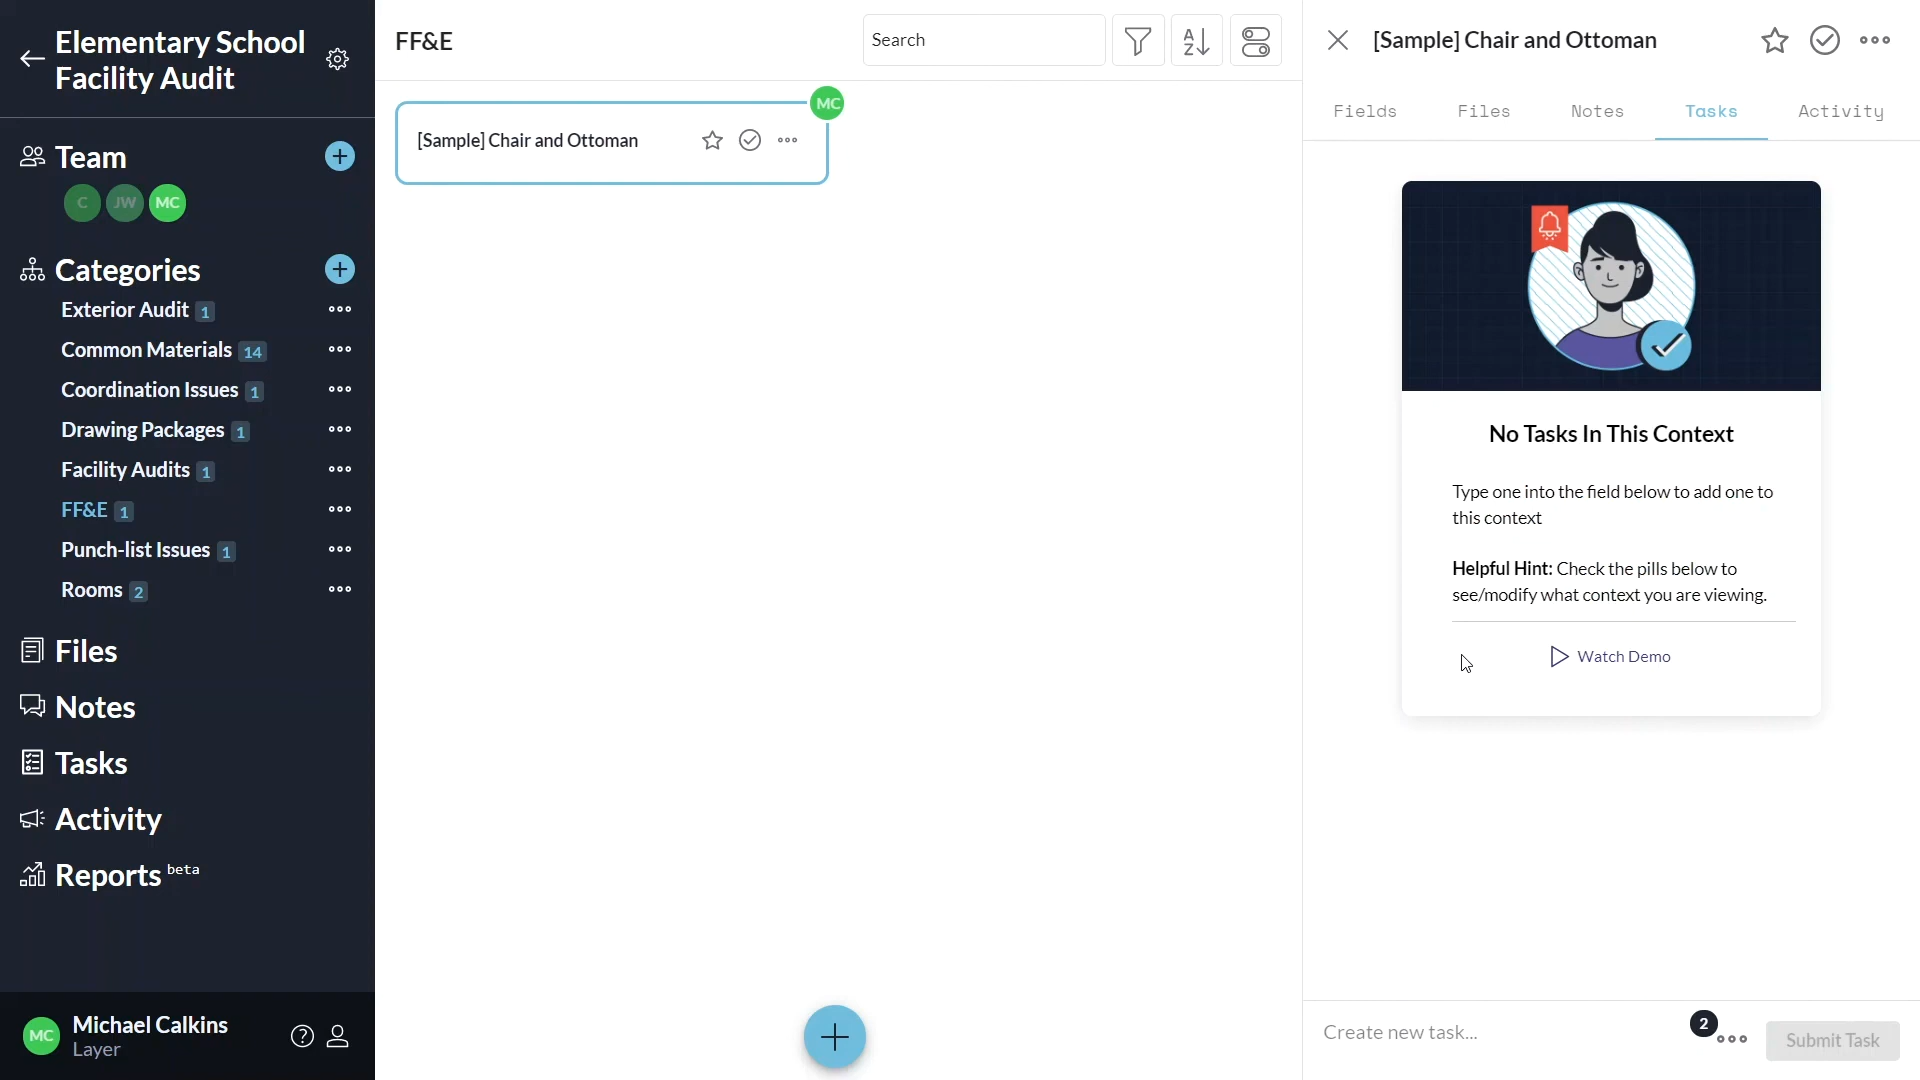 Elementary School
Facility Audit
Team
C JW MC
Categories
Exterior Audit 1
Common Materials 14
Coordination Issues 1
Drawing Packages 1
Facility Audits 1
FF&E 1
Punch-list Issues 1
Rooms 2
Files
Notes
Tasks
Activity
Reports beta
MC Michael Calkins
Layer
FF&E
Search
A
Z
MC
[Sample] Chair and Ottoman
[Sample] Chair and Ottoman
Fields Files Notes Tasks Activity
No Tasks In This Context
Type one into the field below to add one to
this context
Helpful Hint: Check the pills below to
see/modify what context you are viewing.
Watch Demo
Create new task...
2
Submit Task